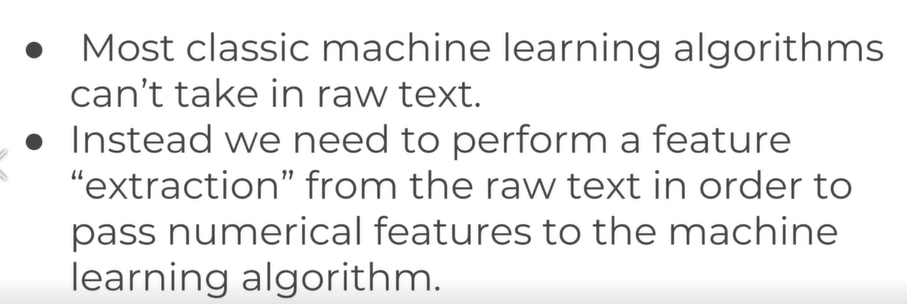 ● Most classic machine learning algorithms
can’t take in raw text.
● Instead we need to perform a feature
“extraction” from the raw text in order to
pass numerical features to the machine
learning algorithm.